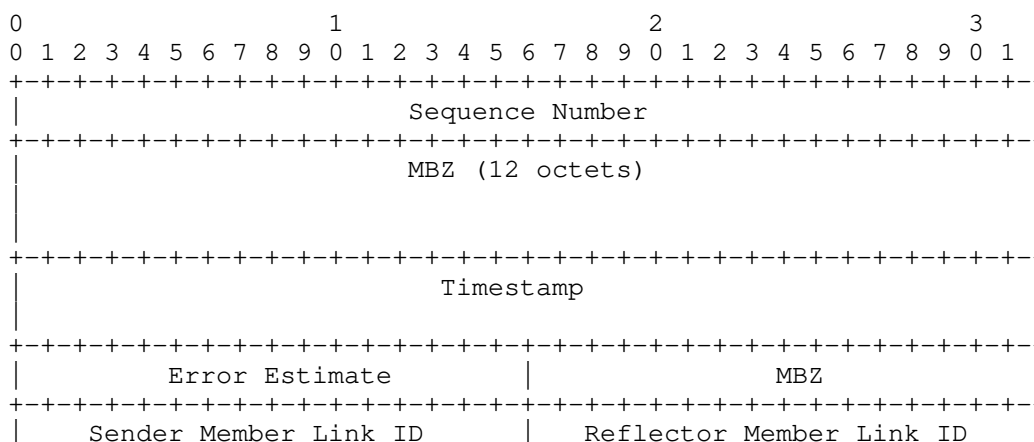 0                   1                   2                   3
0 1 2 3 4 5 6 7 8 9 0 1 2 3 4 5 6 7 8 9 0 1 2 3 4 5 6 7 8 9 0 1
+-+-+-+-+-+-+-+-+-+-+-+-+-+-+-+-+-+-+-+-+-+-+-+-+-+-+-+-+-+-+-+-
|                        Sequence Number
+-+-+-+-+-+-+-+-+-+-+-+-+-+-+-+-+-+-+-+-+-+-+-+-+-+-+-+-+-+-+-+-
|                        MBZ (12 octets)
|
|
+-+-+-+-+-+-+-+-+-+-+-+-+-+-+-+-+-+-+-+-+-+-+-+-+-+-+-+-+-+-+-+-
|                          Timestamp
|
+-+-+-+-+-+-+-+-+-+-+-+-+-+-+-+-+-+-+-+-+-+-+-+-+-+-+-+-+-+-+-+-
|         Error Estimate        |               MBZ
+-+-+-+-+-+-+-+-+-+-+-+-+-+-+-+-+-+-+-+-+-+-+-+-+-+-+-+-+-+-+-+-
|    Sender Member Link ID      |   Reflector Member Link ID